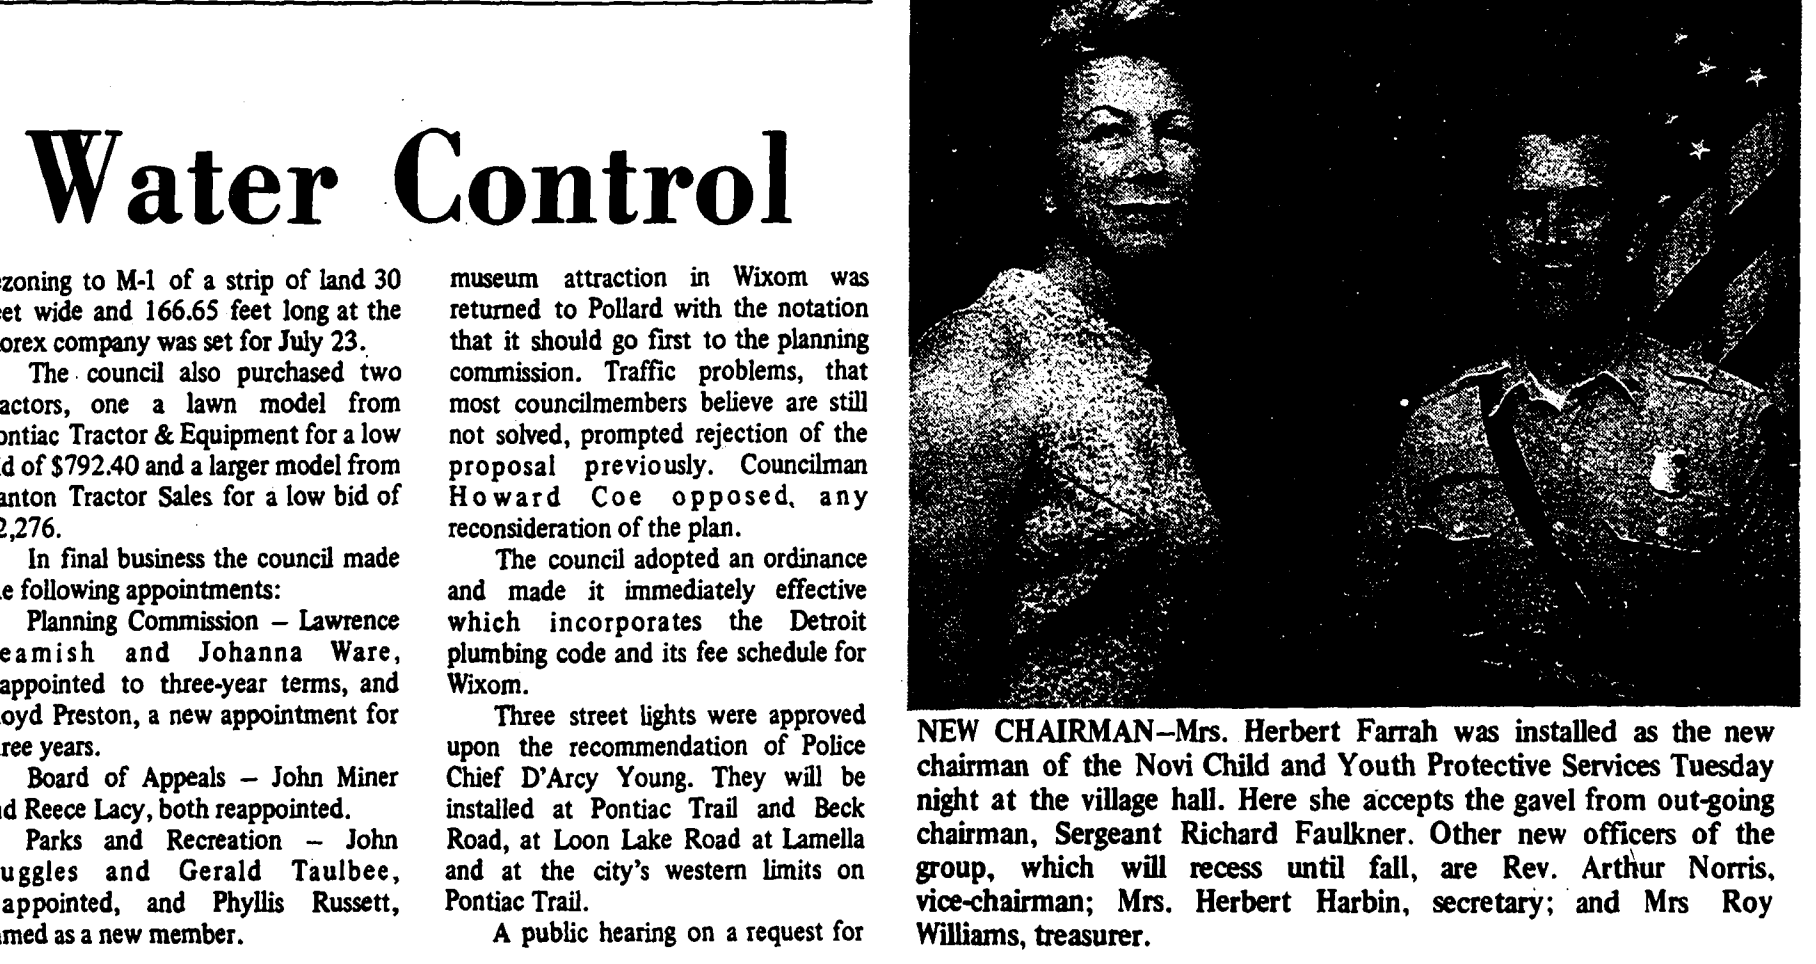 Water Control
zoning to M-1 of a strip of land 30
et wide and 166.65 feet long at the
orex company was set for July 23.
The council also purchased two
actors, one a lawn model from
ontiac Tractor & Equipment for a low
d of $792.40 and a larger model from
anton Tractor Sales for a low bid of
2,276.
In final business the council made
e following appointments:
Planning Commission – Lawrence
eamish and Johanna Ware,
appointed to three-year terms, and
oyd Preston, a new appointment for
ree years.
Board of Appeals – John Miner
d Reece Lacy, both reappointed.
Parks and Recreation – John
uggles and Gerald Taulbee,
appointed, and Phyllis Russett,
med as a new member.
museum attraction in Wixom was
returned to Pollard with the notation
that it should go first to the planning
commission. Traffic problems, that
most councilmembers believe are still
not solved, prompted rejection of the
proposal previously. Councilman
Howard Coe opposed, any
reconsideration of the plan.
The council adopted an ordinance
and made it immediately effective
which incorporates the Detroit
plumbing code and its fee schedule for
Wixom.
Three street lights were approved
upon the recommendation of Police
Chief D'Arcy Young. They will be
installed at Pontiac Trail and Beck
Road, at Loon Lake Road at Lamella
and at the city's western limits on
Pontiac Trail.
A public hearing on a request for
NEW CHAIRMAN–Mrs. Herbert Farrah was installed as the new
chairman of the Novi Child and Youth Protective Services Tuesday
night at the village hall. Here she accepts the gavel from out-going
chairman, Sergeant Richard Faulkner. Other new officers of the
group, which will recess until fall, are Rev. Arthur Norris,
vice-chairman; Mrs. Herbert Harbin, secretary; and Mrs Roy
Williams, treasurer.